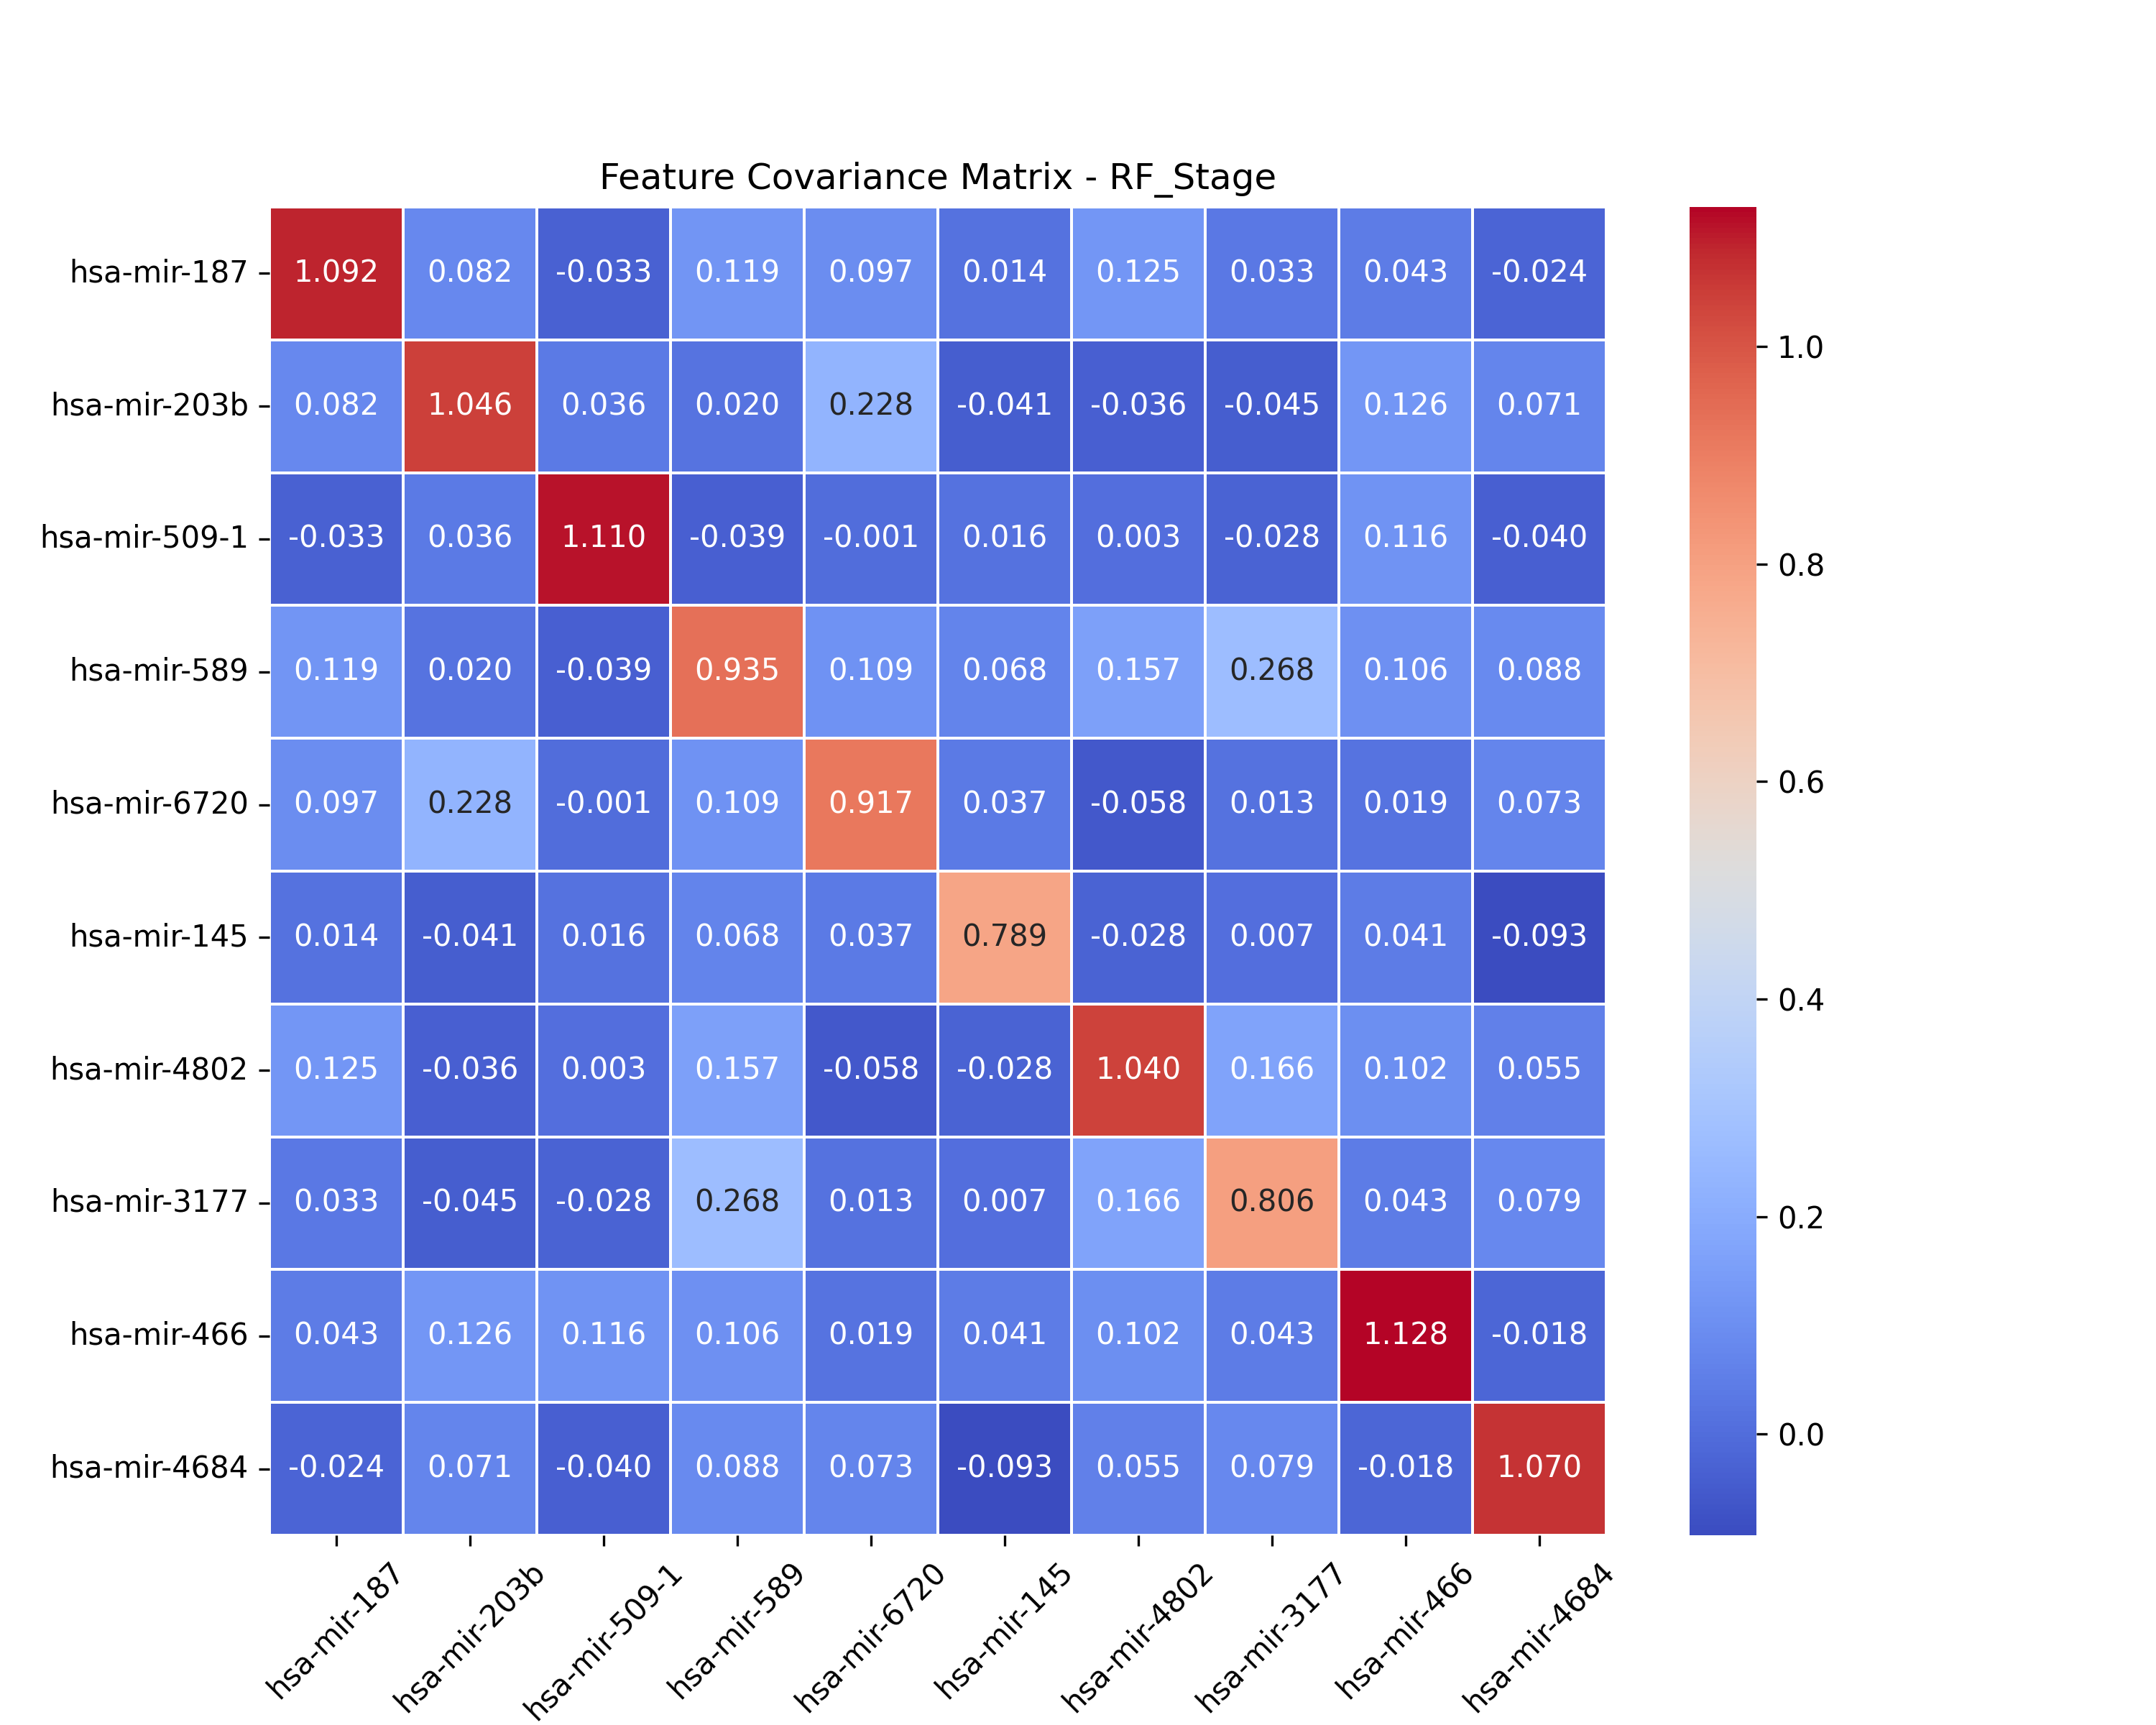 Feature Covariance Matrix - RF_Stage
hsa-mir-187 1.092 0.082 -0.033 0.119 0.097 0.014 0.125 0.033 0.043 -0.024
hsa-mir-203b 0.082 1.046 0.036 0.020 0.228 -0.041 -0.036 -0.045 0.126 0.071
hsa-mir-509-1 -0.033 0.036 1.110 -0.039 -0.001 0.016 0.003 -0.028 0.116 -0.040
hsa-mir-589 0.119 0.020 -0.039 0.935 0.109 0.068 0.157 0.268 0.106 0.088
hsa-mir-6720 0.097 0.228 -0.001 0.109 0.917 0.037 -0.058 0.013 0.019 0.073
hsa-mir-145 0.014 -0.041 0.016 0.068 0.037 0.789 -0.028 0.007 0.041 -0.093
hsa-mir-4802 0.125 -0.036 0.003 0.157 -0.058 -0.028 1.040 0.166 0.102 0.055
hsa-mir-3177 0.033 -0.045 -0.028 0.268 0.013 0.007 0.166 0.806 0.043 0.079
hsa-mir-466 0.043 0.126 0.116 0.106 0.019 0.041 0.102 0.043 1.128 -0.018
hsa-mir-4684 -0.024 0.071 -0.040 0.088 0.073 -0.093 0.055 0.079 -0.018 1.070
hsa-mir-187 hsa-mir-203b hsa-mir-509-1 hsa-mir-589 hsa-mir-6720 hsa-mir-145 hsa-mir-4802 hsa-mir-3177 hsa-mir-466 hsa-mir-4684
1.0
0.8
0.6
0.4
0.2
0.0